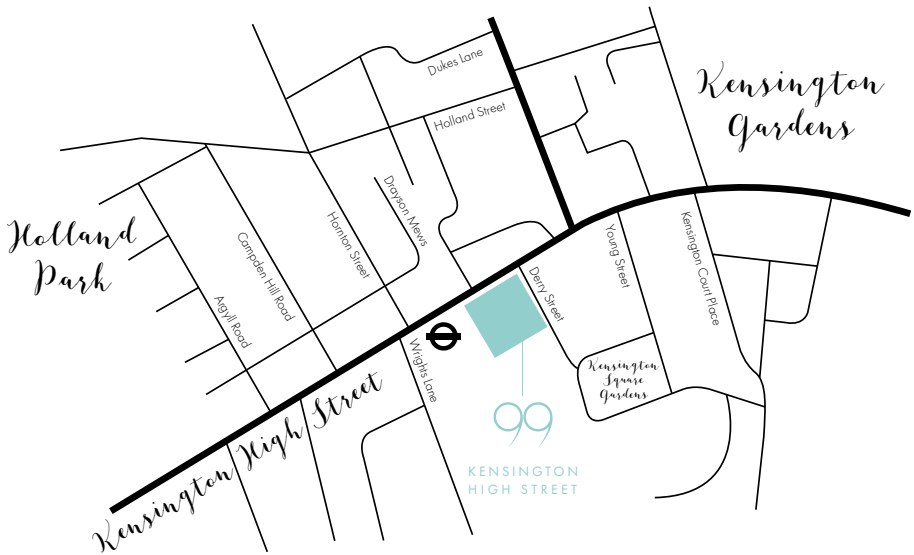 Dukes Lane
Kensington
Gardens
Holland Street
Drayson Mews
Holland
Park
Hornton Street
Campden Hill Road
Young Street
Kensington Court Place
Argyll Road
Derry Street
Wrights Lane
Kensington
Square
Gardens
Kensington High Street
99
KENSINGTON
HIGH STREET